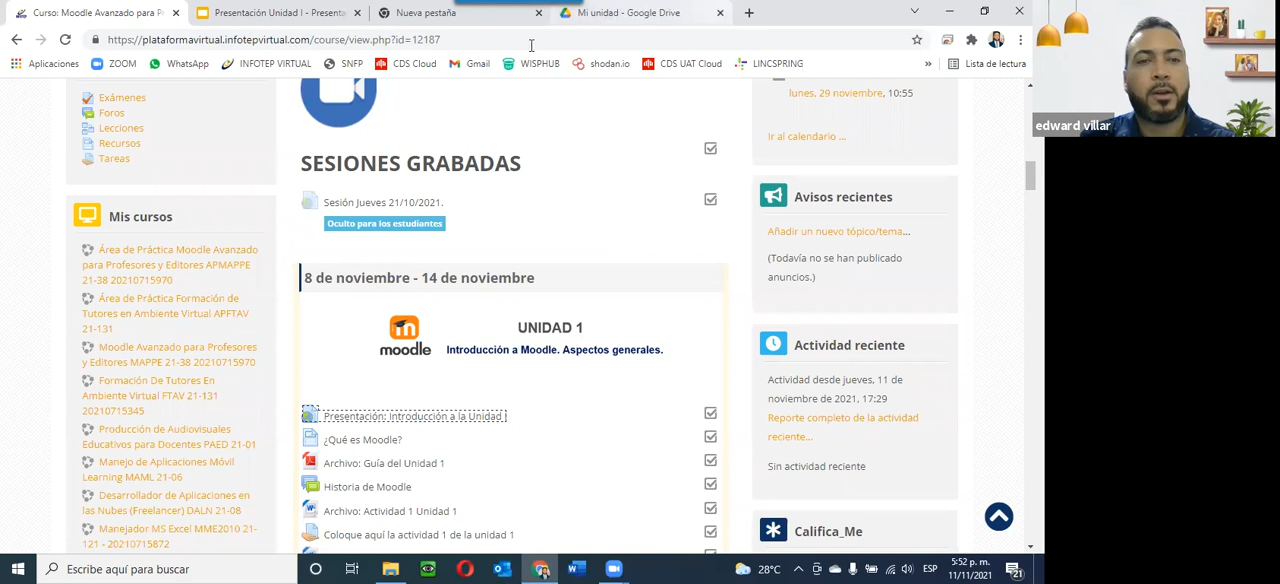 Curso: Moodle Avanzado para P
Presentación Unidad I - Presenta
Nueva pestaña
Mi unidad - Google Drive
https://plataformavirtual.infotepvirtual.com/course/view.php?id=12187
Aplicaciones
ZOOM
WhatsApp
INFOTEP VIRTUAL
SNFP
CDS Cloud
Gmail
WISPHUB
shodan.io
CDS UAT Cloud
LINCSPRING
»
Lista de lectura
edward villar
Exámenes
Foros
Lecciones
Recursos
Tareas
Mis cursos
Área de Práctica Moodle Avanzado
para Profesores y Editores APMAPPE
21-38 20210715970
Área de Práctica Formación de
Tutores en Ambiente Virtual APFTAV
21-131
Moodle Avanzado para Profesores
y Editores MAPPE 21-38 20210715970
Formación De Tutores En
Ambiente Virtual FTAV 21-131
20210715345
Producción de Audiovisuales
Educativos para Docentes PAED 21-01
Manejo de Aplicaciones Móvil
Learning MAML 21-06
Desarrollador de Aplicaciones en
las Nubes (Freelancer) DALN 21-08
Manejador MS Excel MME2010 21-
121 - 20210715872
SESIONES GRABADAS
Sesión Jueves 21/10/2021.
Oculto para los estudiantes
8 de noviembre - 14 de noviembre
moodle
UNIDAD 1
Introducción a Moodle. Aspectos generales.
Presentación: Introducción a la Unidad I
¿Qué es Moodle?
Archivo: Guía del Unidad 1
Historia de Moodle
Archivo: Actividad 1 Unidad 1
Coloque aquí la actividad 1 de la unidad 1
lunes, 29 noviembre, 10:55
Ir al calendario ...
Avisos recientes
Añadir un nuevo tópico/tema...
(Todavía no se han publicado
anuncios.)
Actividad reciente
Actividad desde jueves, 11 de
noviembre de 2021, 17:29
Reporte completo de la actividad
reciente...
Sin actividad reciente
Califica_Me
Escribe aquí para buscar
28°C
ESP
5:52 p. m.
11/11/2021
21